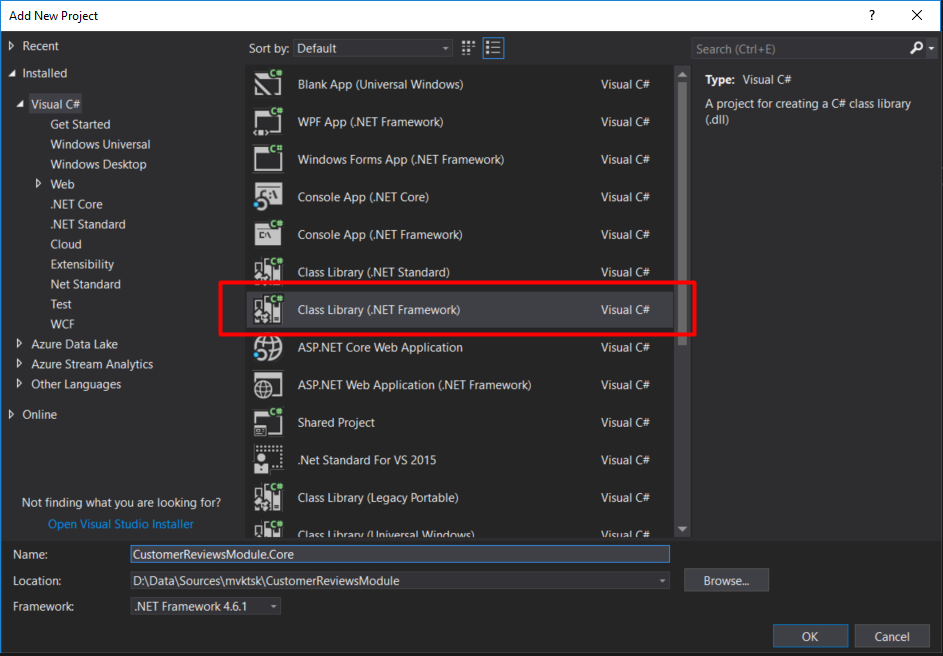 Add New Project
?
Recent
Installed
Visual C#
Get Started
Windows Universal
Windows Desktop
Web
.NET Core
.NET Standard
Cloud
Extensibility
Net Standard
Test
WCF
Azure Data Lake
Azure Stream Analytics
Other Languages
Online
Not finding what you are looking for?
Open Visual Studio Installer
Sort by: Default
Blank App (Universal Windows) Visual C#
WPF App (.NET Framework) Visual C#
Windows Forms App (.NET Framework) Visual C#
Console App (.NET Core) Visual C#
Console App (.NET Framework) Visual C#
Class Library (.NET Standard) Visual C#
Class Library (.NET Framework) Visual C#
ASP.NET Core Web Application Visual C#
ASP.NET Web Application (.NET Framework) Visual C#
Shared Project Visual C#
.Net Standard For VS 2015 Visual C#
Class Library (Legacy Portable) Visual C#
Class Library (Universal Windows) Visual C#
Search (Ctrl+E)
Type: Visual C#
A project for creating a C# class library
(.dll)
Name: CustomerReviewsModule.Core
Location: D:\Data\Sources\mvktsk\CustomerReviewsModule Browse...
Framework: .NET Framework 4.6.1
OK Cancel